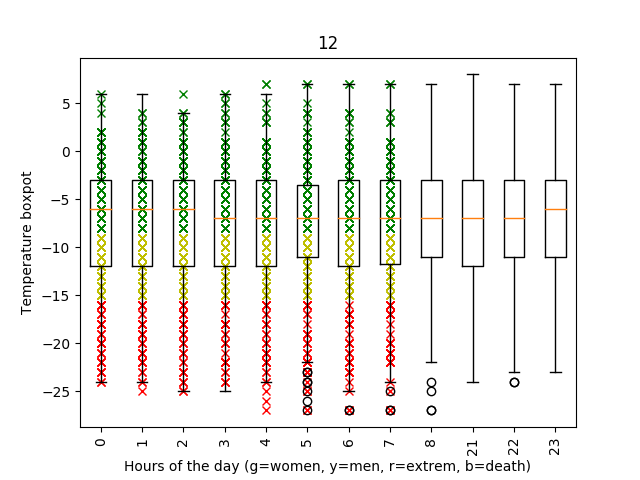 12
Temperature boxpot
5
0
−5
−10
−15
−20
−25
0 1 2 3 4 5 6 7 8 21 22 23
Hours of the day (g=women, y=men, r=extrem, b=death)